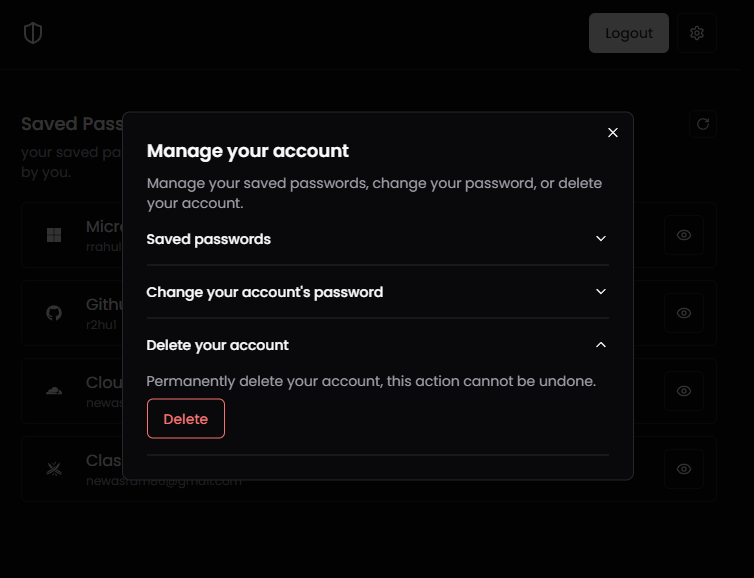 Logout
Saved Pass
your saved pa
by you.
Manage your account
Manage your saved passwords, change your password, or delete
your account.
Saved passwords
Change your account's password
Delete your account
Permanently delete your account, this action cannot be undone.
Delete
Micr
rrahul
Githu
r2hu1
Clou
newas
Clas
newasram86@gmail.com